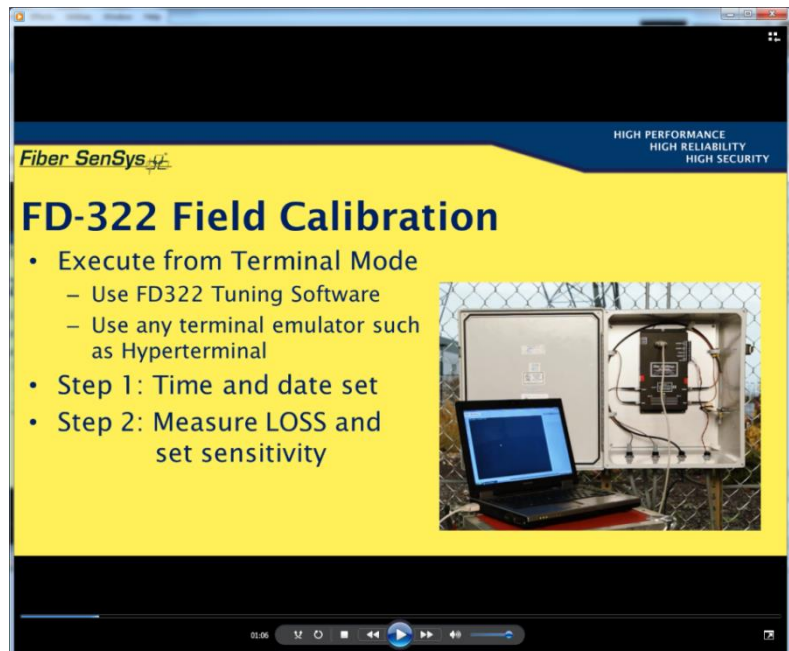 HIGH PERFORMANCE
HIGH RELIABILITY
HIGH SECURITY
Fiber SenSys
FD-322 Field Calibration
• Execute from Terminal Mode
– Use FD322 Tuning Software
– Use any terminal emulator such
as Hyperterminal
• Step 1: Time and date set
• Step 2: Measure LOSS and
set sensitivity
01:06